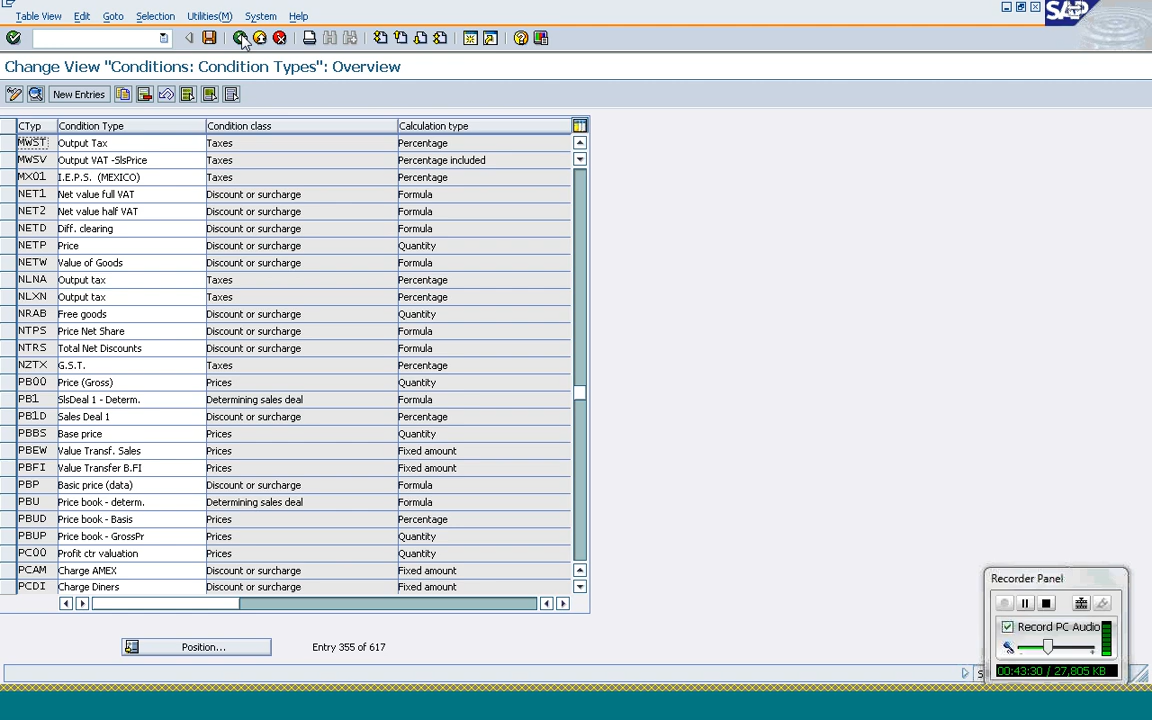 Table View Edit Goto Selection Utilities(M) System Help
SAP
Change View "Conditions: Condition Types": Overview
New Entries
CTyp Condition Type Condition class Calculation type
MWST Output Tax Taxes Percentage
MWSV Output VAT -SlsPrice Taxes Percentage included
MX01 I.E.P.S. (MEXICO) Taxes Percentage
NET1 Net value full VAT Discount or surcharge Formula
NET2 Net value half VAT Discount or surcharge Formula
NETD Diff. clearing Discount or surcharge Formula
NETP Price Discount or surcharge Quantity
NETW Value of Goods Discount or surcharge Formula
NLNA Output tax Taxes Percentage
NLXN Output tax Taxes Percentage
NRAB Free goods Discount or surcharge Quantity
NTPS Price Net Share Discount or surcharge Formula
NTRS Total Net Discounts Discount or surcharge Formula
NZTX G.S.T. Taxes Percentage
PB00 Price (Gross) Prices Quantity
PB1 SlsDeal 1 - Determ. Determining sales deal Formula
PB1D Sales Deal 1 Discount or surcharge Percentage
PBBS Base price Prices Quantity
PBEW Value Transf. Sales Prices Fixed amount
PBFI Value Transfer B.FI Prices Fixed amount
PBP Basic price (data) Discount or surcharge Formula
PBU Price book - determ. Determining sales deal Formula
PBUD Price book - Basis Prices Percentage
PBUP Price book - GrossPr Prices Quantity
PC00 Profit ctr valuation Prices Quantity
PCAM Charge AMEX Discount or surcharge Fixed amount
PCDI Charge Diners Discount or surcharge Fixed amount
Position... Entry 355 of 617
Recorder Panel
Record PC Audio
00:43:30 / 27,805 KB